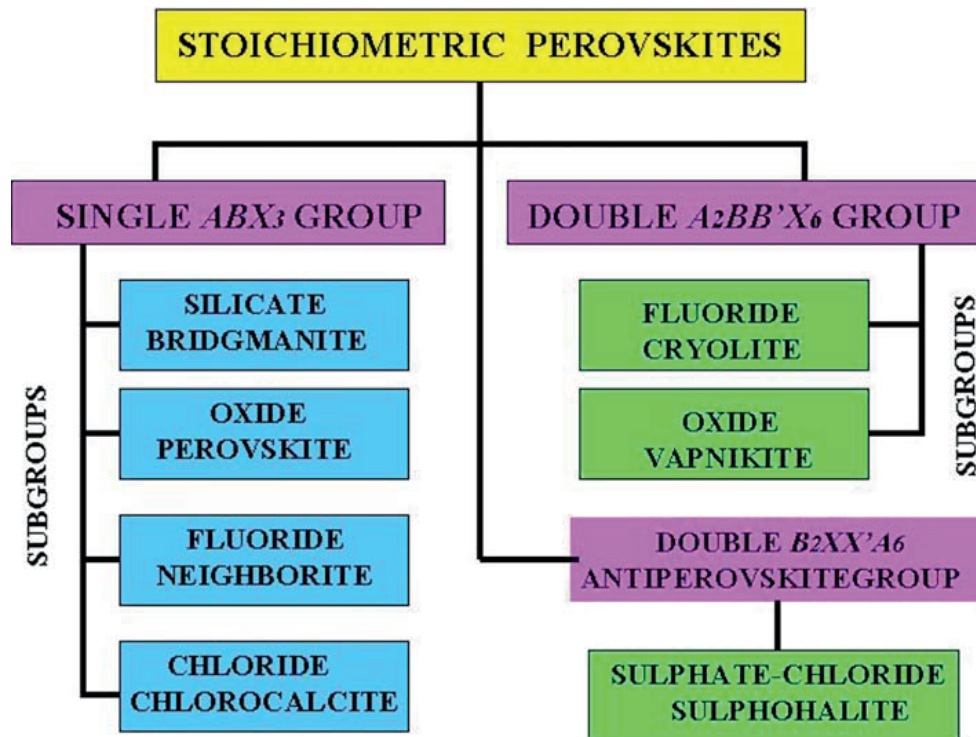 STOICHIOMETRIC PEROVSKITES
SINGLE ABX3 GROUP
SUBGROUPS
SILICATE
BRIDGMANITE
OXIDE
PEROVSKITE
FLUORIDE
NEIGHBORITE
CHLORIDE
CHLOROCALCITE
DOUBLE A2BB'X6 GROUP
FLUORIDE
CRYOLITE
OXIDE
VAPNIKITE
SUBGROUPS
DOUBLE B2XX'A6
ANTIPEROVSKITEGROUP
SULPHATE-CHLORIDE
SULPHOHALITE